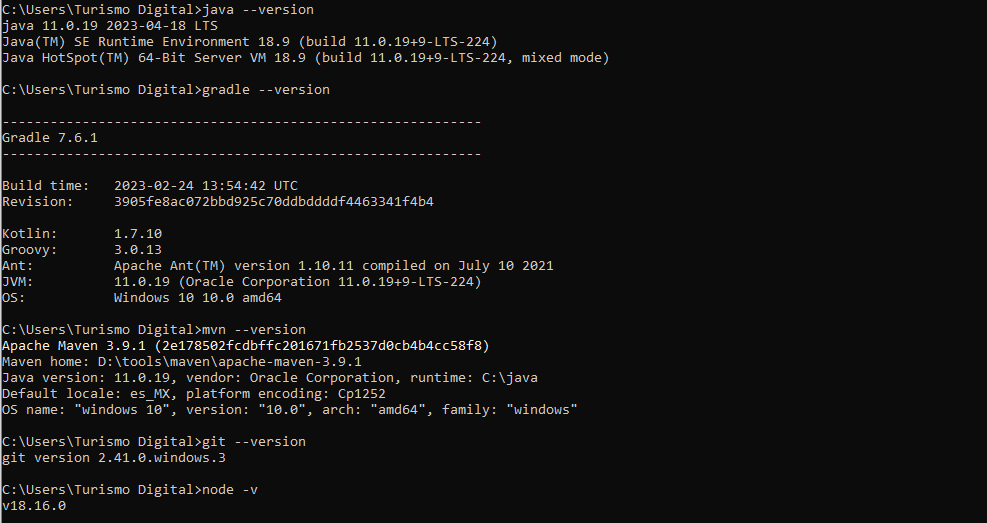 C:\Users\Turismo Digital>java --version
java 11.0.19 2023-04-18 LTS
Java(TM) SE Runtime Environment 18.9 (build 11.0.19+9-LTS-224)
Java HotSpot(TM) 64-Bit Server VM 18.9 (build 11.0.19+9-LTS-224, mixed mode)
C:\Users\Turismo Digital>gradle --version
------------------------------------------------------------
Gradle 7.6.1
------------------------------------------------------------
Build time:   2023-02-24 13:54:42 UTC
Revision:     3905fe8ac072bbd925c70ddbddddf4463341f4b4
Kotlin:       1.7.10
Groovy:       3.0.13
Ant:          Apache Ant(TM) version 1.10.11 compiled on July 10 2021
JVM:          11.0.19 (Oracle Corporation 11.0.19+9-LTS-224)
OS:           Windows 10 10.0 amd64
C:\Users\Turismo Digital>mvn --version
Apache Maven 3.9.1 (2e178502fcdbffc201671fb2537d0cb4b4cc58f8)
Maven home: D:\tools\maven\apache-maven-3.9.1
Java version: 11.0.19, vendor: Oracle Corporation, runtime: C:\java
Default locale: es_MX, platform encoding: Cp1252
OS name: "windows 10", version: "10.0", arch: "amd64", family: "windows"
C:\Users\Turismo Digital>git --version
git version 2.41.0.windows.3
C:\Users\Turismo Digital>node -v
v18.16.0